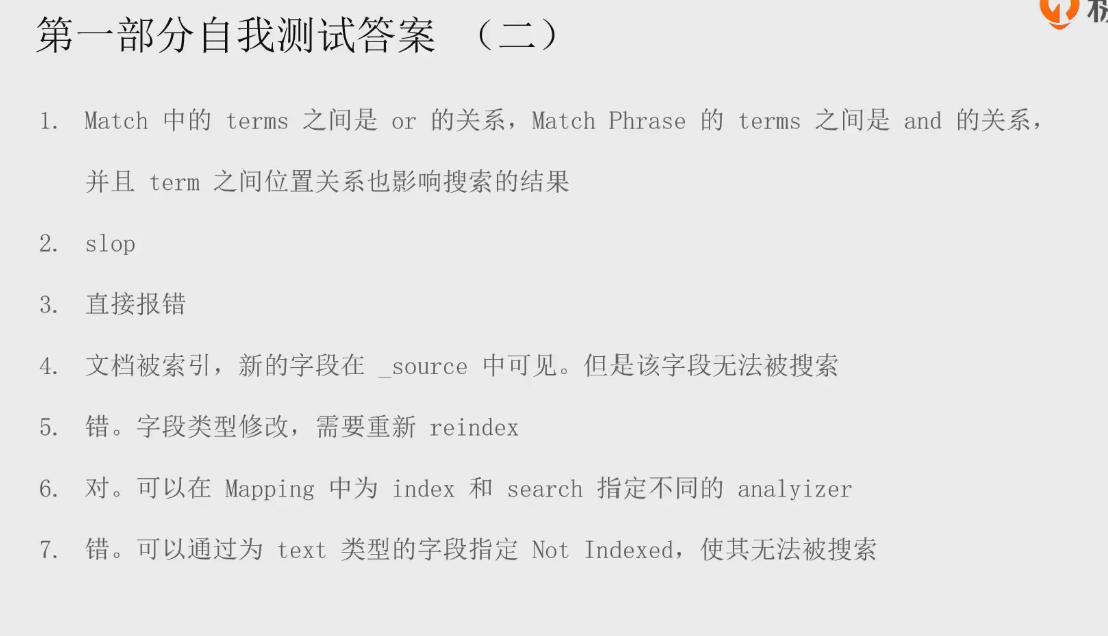 第一部分自我测试答案 （二）
1. Match 中的 terms 之间是 or 的关系，Match Phrase 的 terms 之间是 and 的关系，
并且 term 之间位置关系也影响搜索的结果
2. slop
3. 直接报错
4. 文档被索引，新的字段在 _source 中可见。但是该字段无法被搜索
5. 错。字段类型修改，需要重新 reindex
6. 对。可以在 Mapping 中为 index 和 search 指定不同的 analyizer
7. 错。可以通过为 text 类型的字段指定 Not Indexed，使其无法被搜索